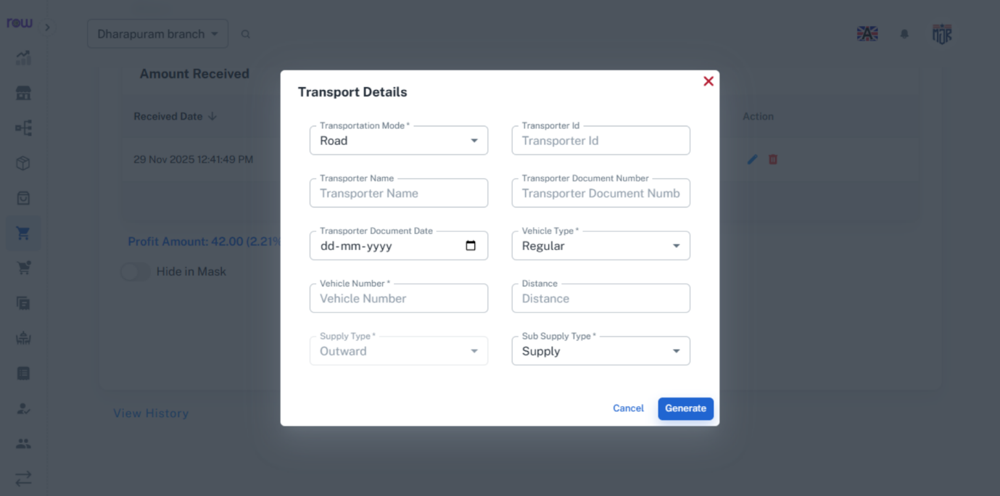 row
Dharapuram branch
A
MJR
Amount Received
Received Date
Action
29 Nov 2025 12:41:49 PM
Profit Amount: 42.00 (2.21%
Hide in Mask
View History
Transport Details
Transportation Mode *
Road
Transporter Id
Transporter Id
Transporter Name
Transporter Name
Transporter Document Number
Transporter Document Numb
Transporter Document Date
dd-mm-yyyy
Vehicle Type *
Regular
Vehicle Number *
Vehicle Number
Distance
Distance
Supply Type *
Outward
Sub Supply Type *
Supply
Cancel
Generate